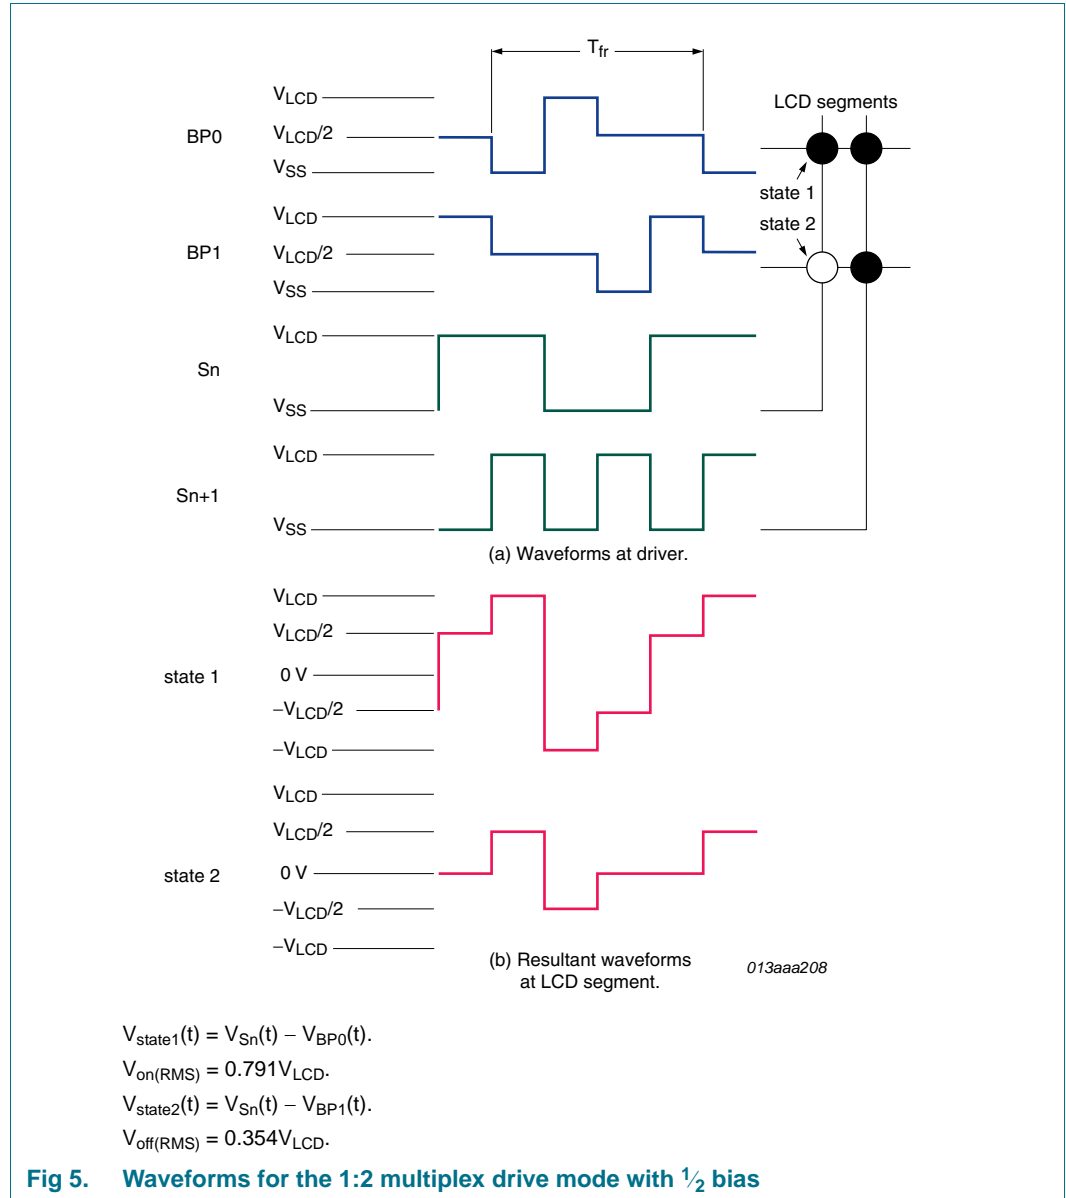 Tfr
VLCD
BP0
VLCD/2
VSS
LCD segments
state 1
state 2
VLCD
BP1
VLCD/2
VSS
VLCD
Sn
VSS
VLCD
Sn+1
VSS
(a) Waveforms at driver.
VLCD
VLCD/2
state 1
0 V
−VLCD/2
−VLCD
VLCD
VLCD/2
state 2
0 V
−VLCD/2
−VLCD
(b) Resultant waveforms
at LCD segment.
013aaa208
Vstate1(t) = VSn(t) − VBP0(t).
Von(RMS) = 0.791VLCD.
Vstate2(t) = VSn(t) − VBP1(t).
Voff(RMS) = 0.354VLCD.
Fig 5. Waveforms for the 1:2 multiplex drive mode with 1⁄2 bias